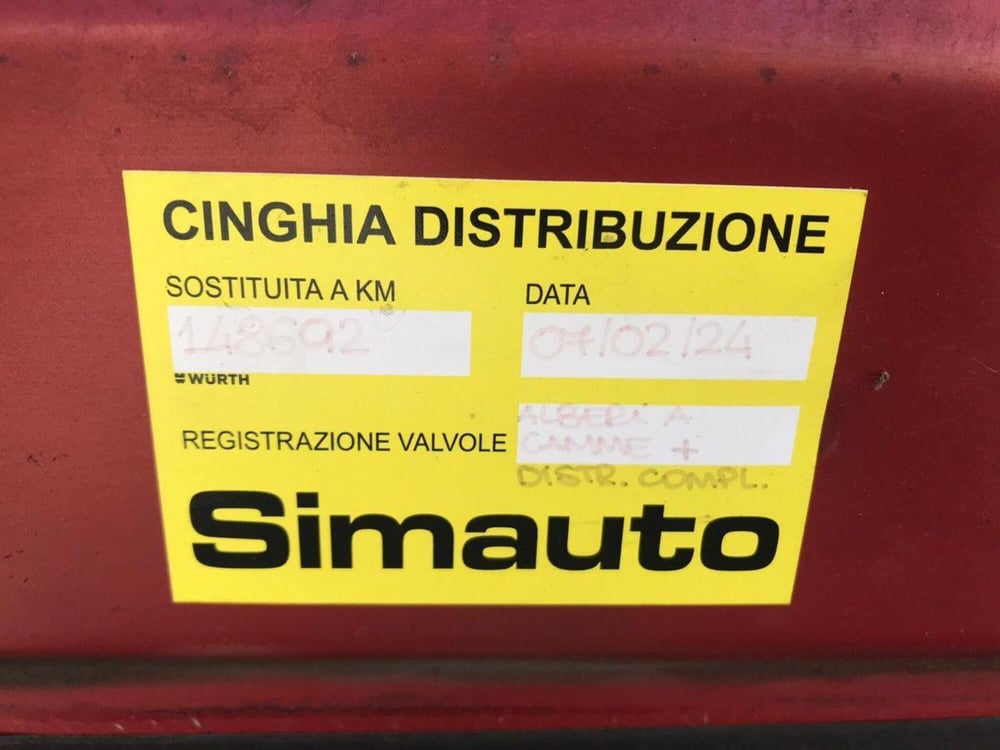 CINGHIA DISTRIBUZIONE
SOSTITUITA A KM DATA
148692 07/02/24
WÜRTH
ALBERI A
REGISTRAZIONE VALVOLE CAMME +
DISTR. COMPL.
Simauto